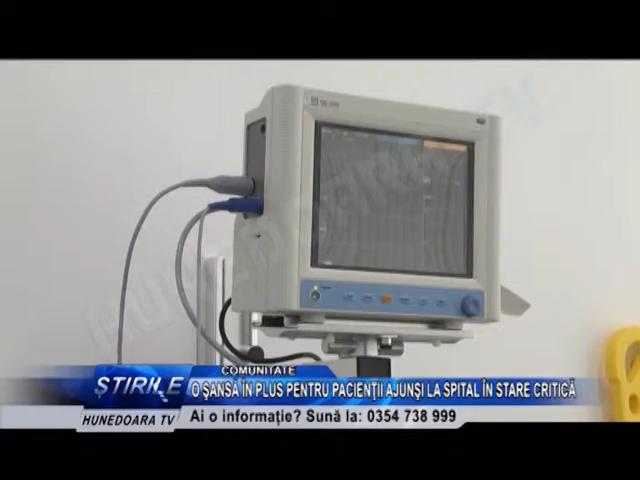 COMUNITATE
ȘTIRILE
O ŞANSĂ ÎN PLUS PENTRU PACIENŢII AJUNŞI LA SPITAL ÎN STARE CRITICĂ
HUNEDOARA TV
Ai o informaţie? Sună la: 0354 738 999